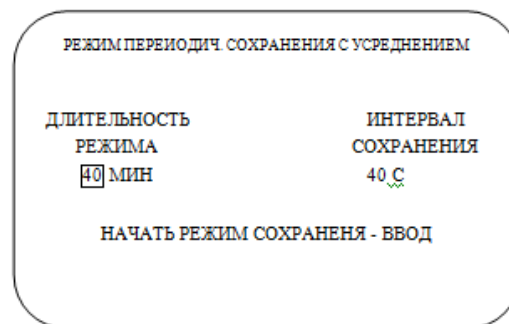 РЕЖИМ ПЕРЕИОДИЧ. СОХРАНЕНИЯ С УСРЕДНЕНИЕМ
ДЛИТЕЛЬНОСТЬ ИНТЕРВАЛ
РЕЖИМА СОХРАНЕНИЯ
40 МИН 40 С
НАЧАТЬ РЕЖИМ СОХРАНЕНЯ - ВВОД